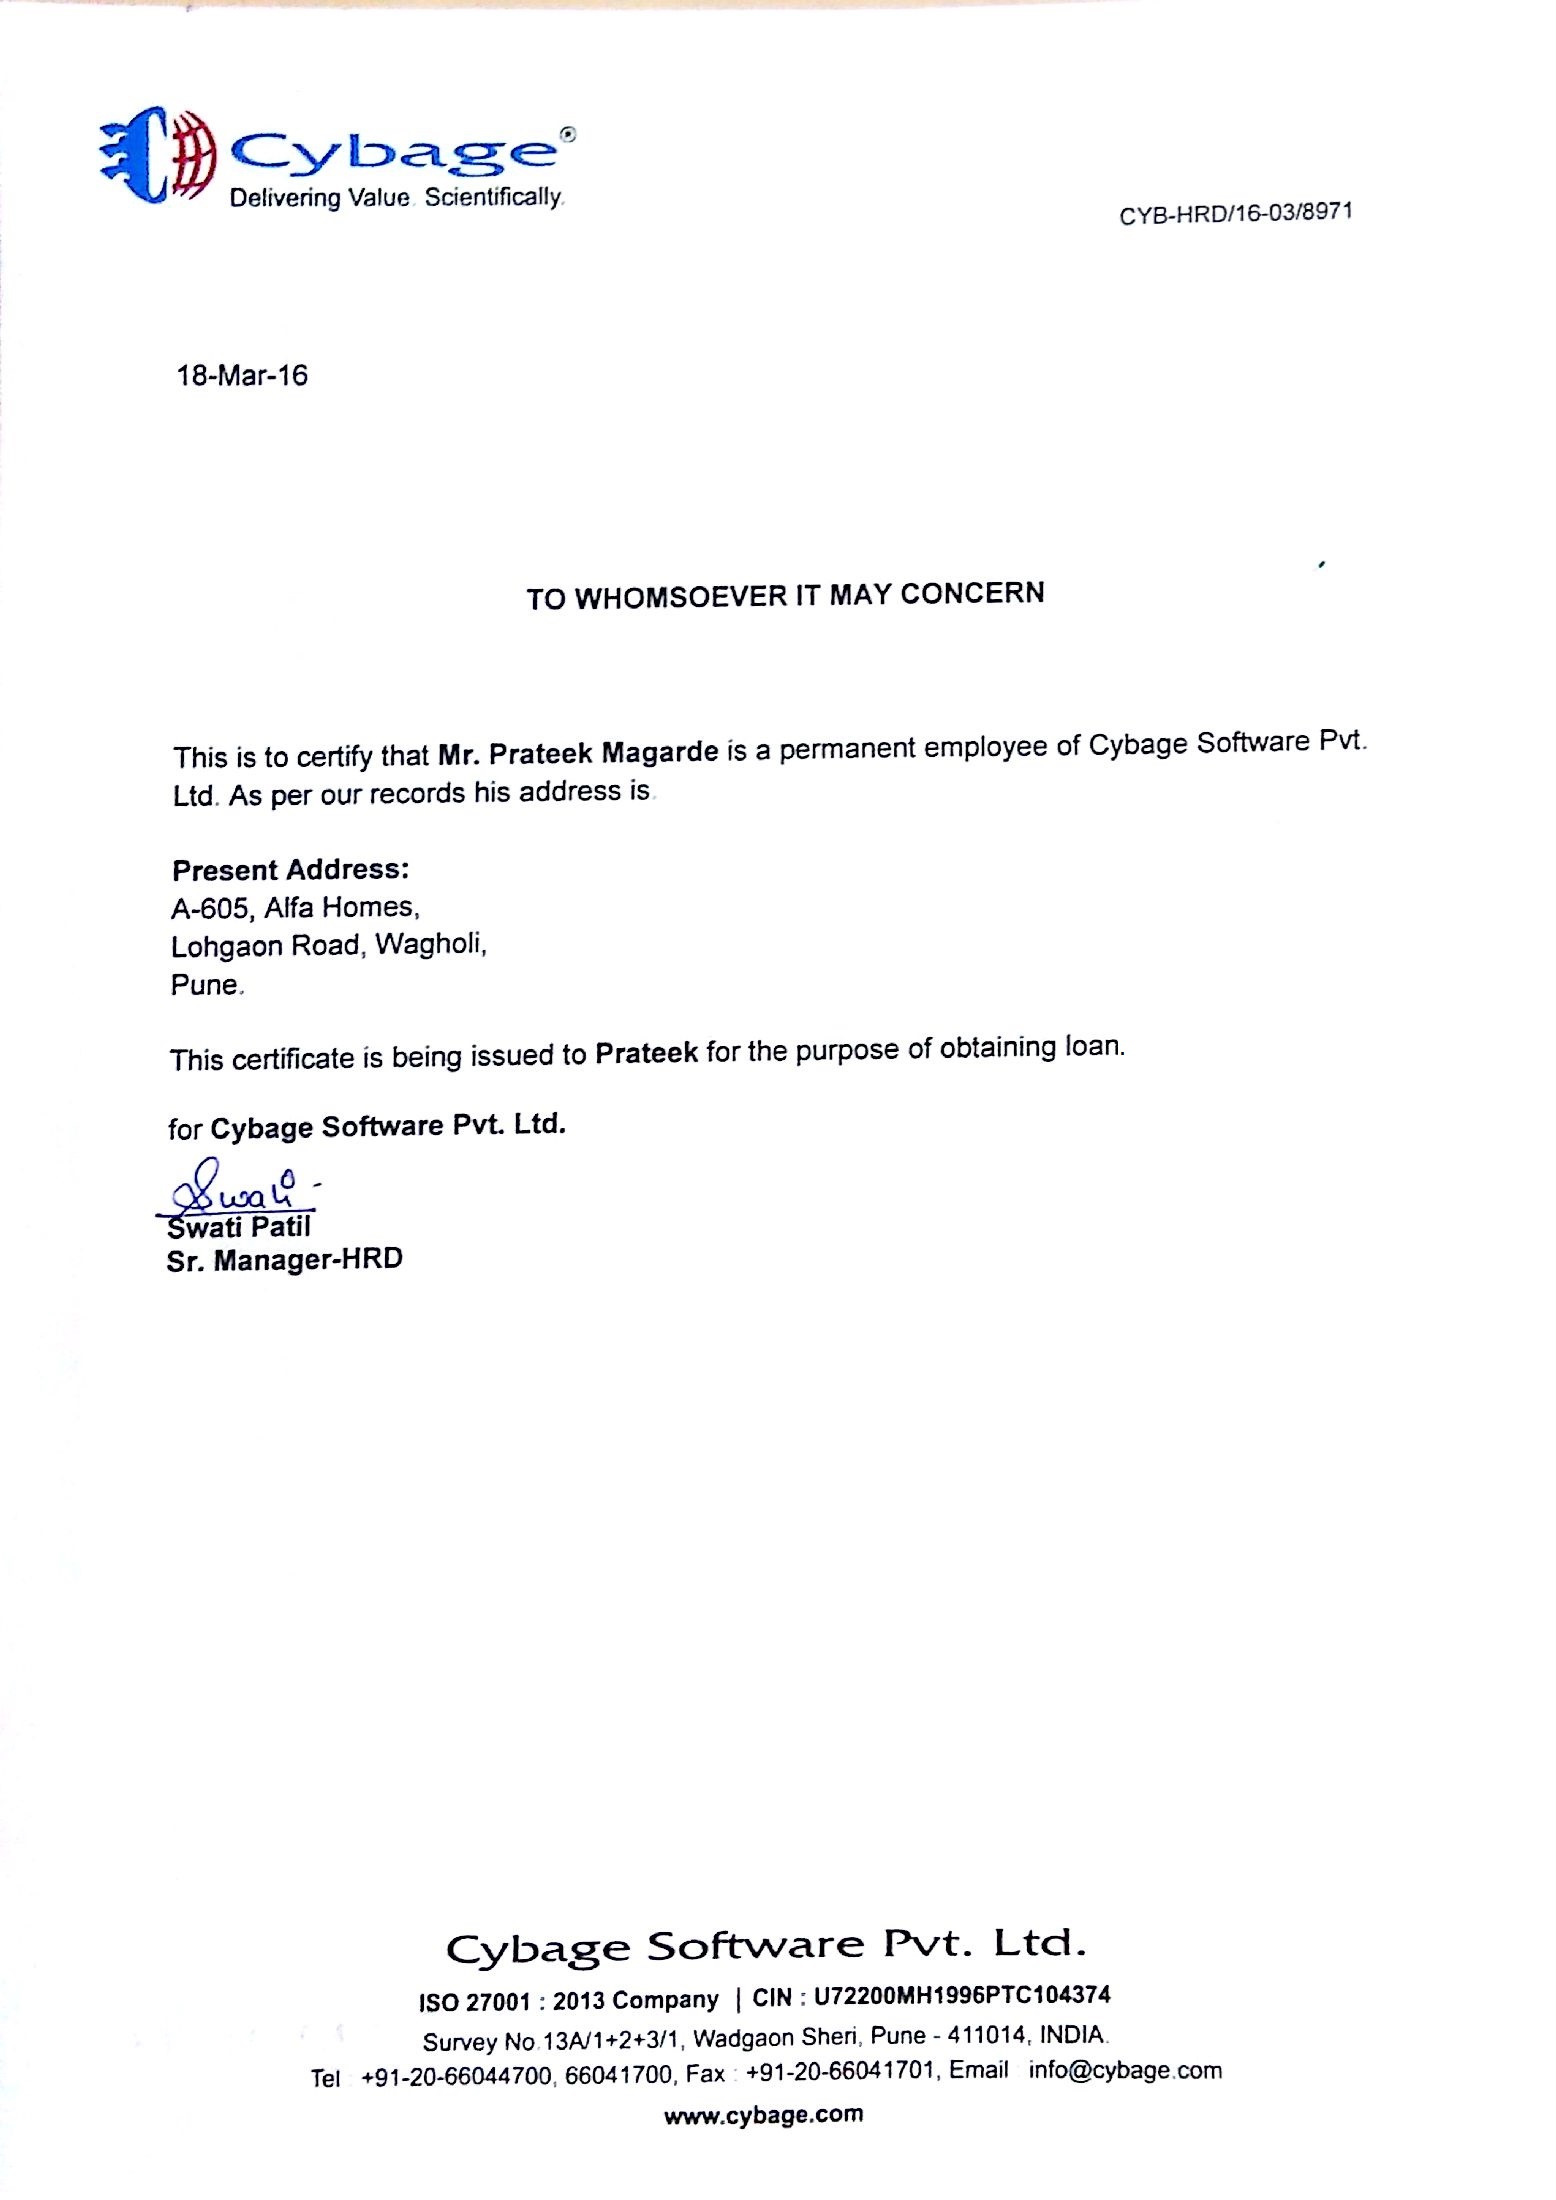 Cybage®
Delivering Value. Scientifically.
CYB-HRD/16-03/8971
18-Mar-16
TO WHOMSOEVER IT MAY CONCERN
This is to certify that Mr. Prateek Magarde is a permanent employee of Cybage Software Pvt.
Ltd. As per our records his address is.
Present Address:
A-605, Alfa Homes,
Lohgaon Road, Wagholi,
Pune.
This certificate is being issued to Prateek for the purpose of obtaining loan.
for Cybage Software Pvt. Ltd.
Swati
Swati Patil
Sr. Manager-HRD
Cybage Software Pvt. Ltd.
ISO 27001 : 2013 Company | CIN : U72200MH1996PTC104374
Survey No.13A/1+2+3/1, Wadgaon Sheri, Pune - 411014, INDIA.
Tel : +91-20-66044700, 66041700, Fax : +91-20-66041701, Email : info@cybage.com
www.cybage.com